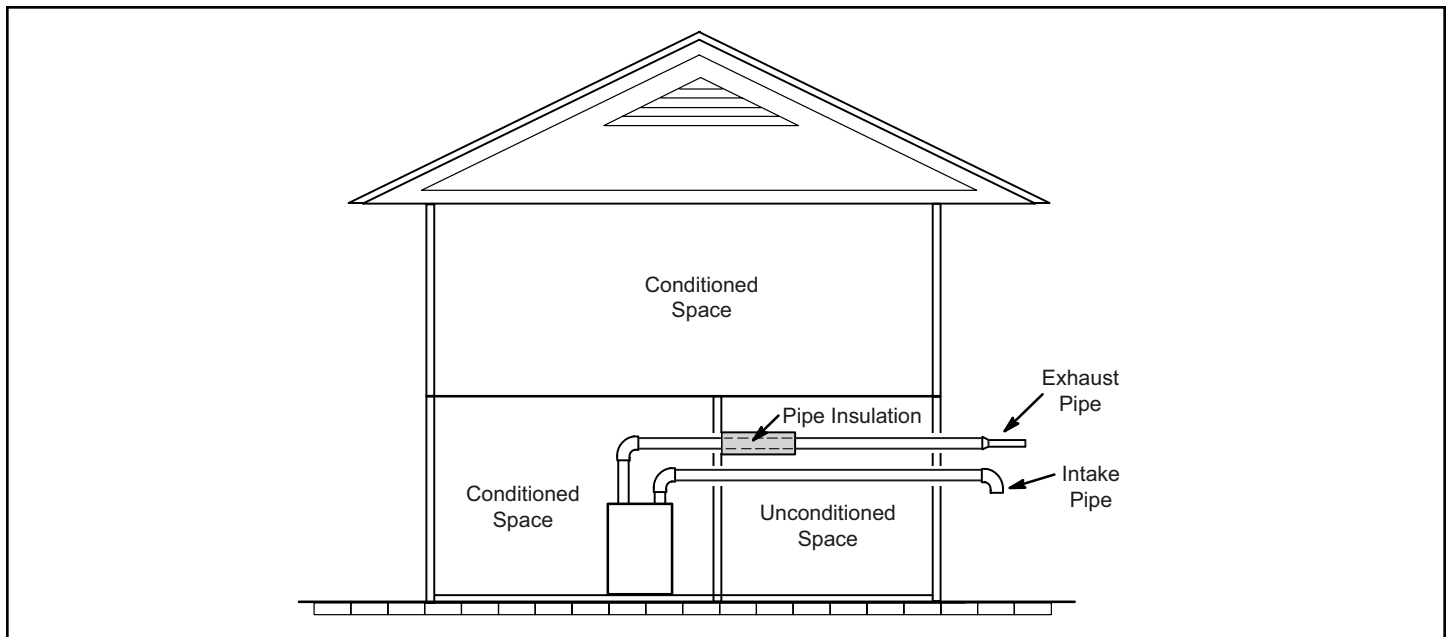 Conditioned
Space
Exhaust
Pipe
Pipe Insulation
Conditioned
Space
Unconditioned
Space
Intake
Pipe